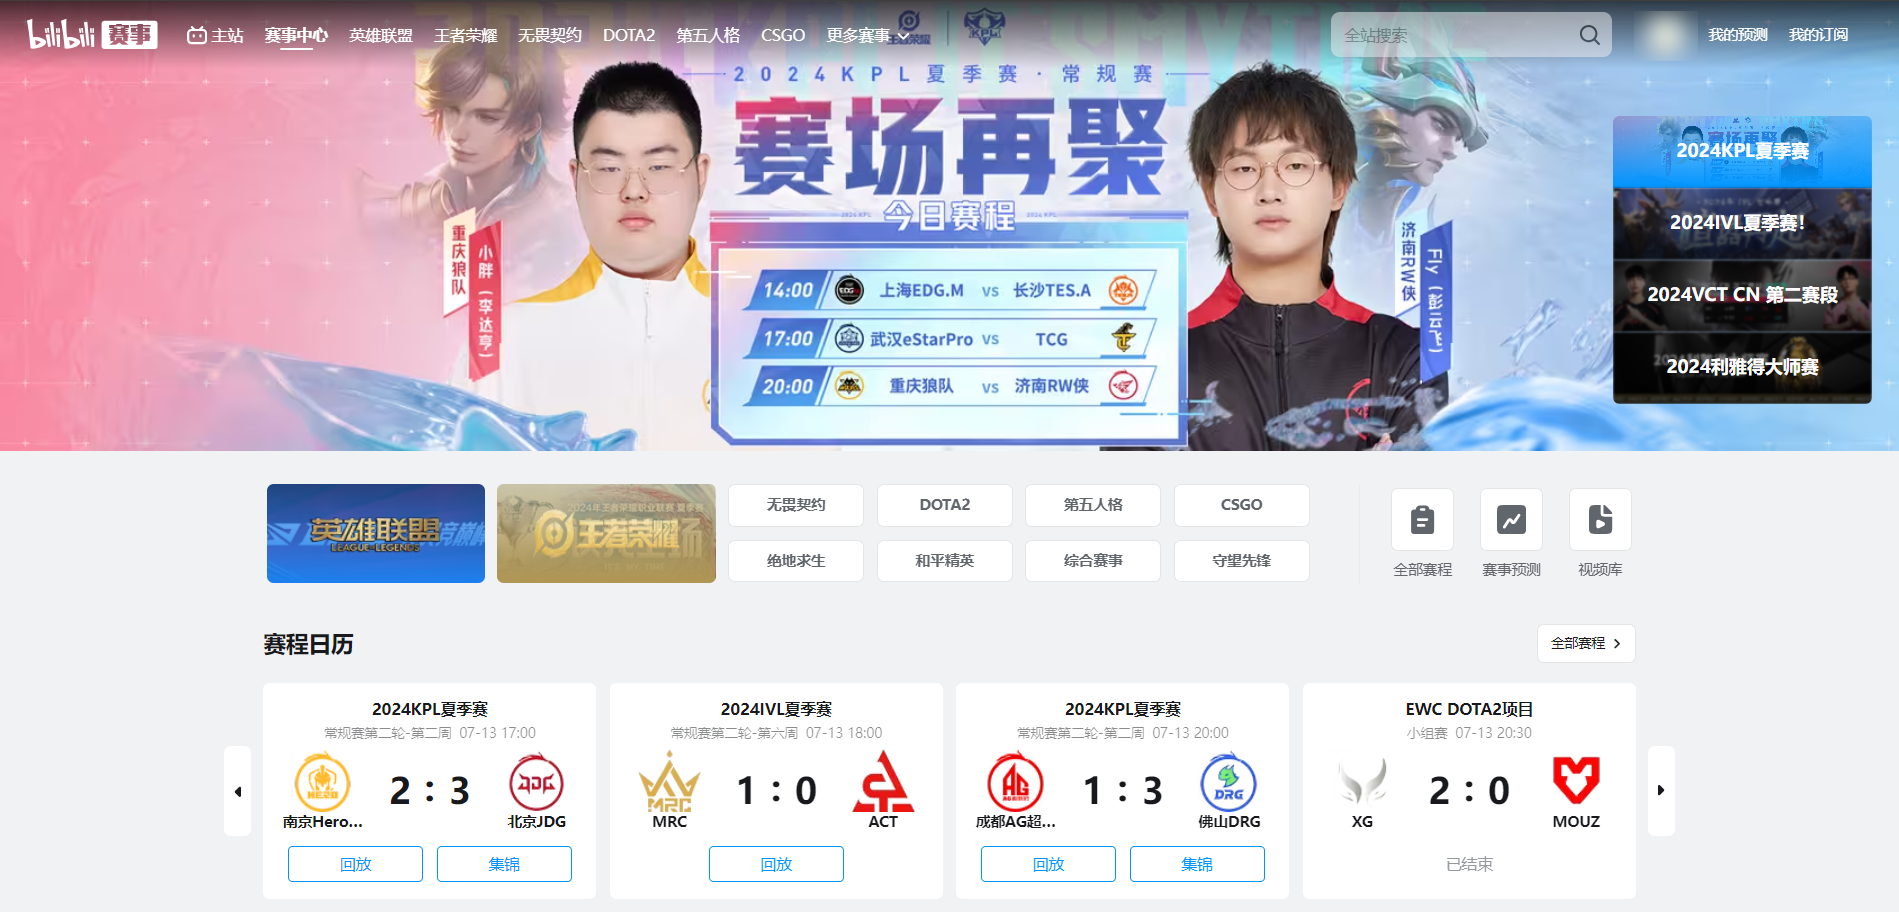 bilibili 赛事
主站 赛事中心 英雄联盟 王者荣耀 无畏契约 DOTA2 第五人格 CSGO 更多赛事
全站搜索
我的预测 我的订阅
2024KPL夏季赛·常规赛
赛场再聚
今日赛程
重庆狼队
小胖（李达亨）
济南RW侠
Fly（彭云飞）
14:00 上海EDG.M VS 长沙TES.A
17:00 武汉eStarPro VS TCG
20:00 重庆狼队 VS 济南RW侠
2024KPL夏季赛
2024IVL夏季赛！
2024VCT CN 第二赛段
2024利雅得大师赛
英雄联盟
LEAGUE-LEGENDS
2024年王者荣耀职业联赛 夏季赛
王者荣耀
无畏契约 DOTA2 第五人格 CSGO
绝地求生 和平精英 综合赛事 守望先锋
全部赛程 赛事预测 视频库
赛程日历
全部赛程
2024KPL夏季赛
常规赛第二轮-第二周 07-13 17:00
2 : 3
南京Hero... 北京JDG
回放 集锦
2024IVL夏季赛
常规赛第二轮-第六周 07-13 18:00
1 : 0
MRC ACT
回放
2024KPL夏季赛
常规赛第二轮-第二周 07-13 20:00
1 : 3
成都AG超... 佛山DRG
回放 集锦
EWC DOTA2项目
小组赛 07-13 20:30
2 : 0
XG MOUZ
已结束